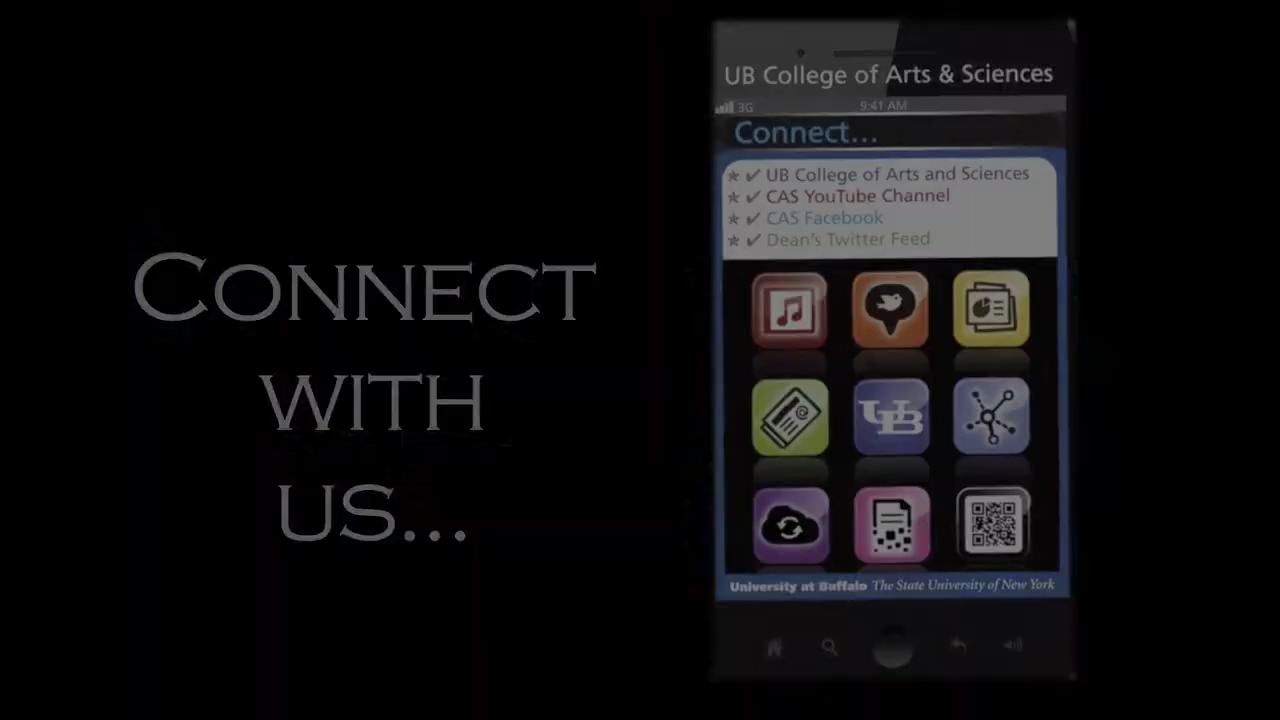 CONNECT
WITH
US...
UB College of Arts & Sciences
3G 9:41 AM
Connect...
★ ✔ UB College of Arts and Sciences
★ ✔ CAS YouTube Channel
★ ✔ CAS Facebook
★ ✔ Dean's Twitter Feed
@
UB
University at Buffalo The State University of New York